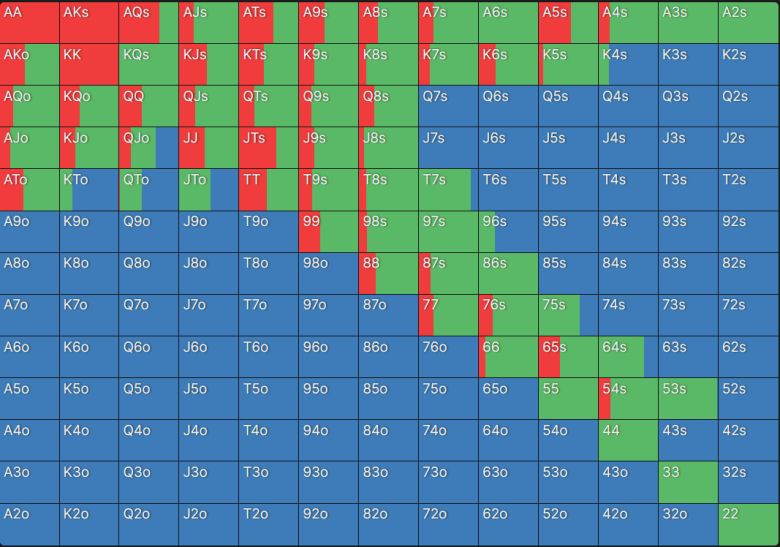 AA AKs AQs AJs ATs A9s A8s A7s A6s A5s A4s A3s A2s
AKo KK KQs KJs KTs K9s K8s K7s K6s K5s K4s K3s K2s
AQo KQo QQ QJs QTs Q9s Q8s Q7s Q6s Q5s Q4s Q3s Q2s
AJo KJo QJo JJ JTs J9s J8s J7s J6s J5s J4s J3s J2s
ATo KTo QTo JTo TT T9s T8s T7s T6s T5s T4s T3s T2s
A9o K9o Q9o J9o T9o 99 98s 97s 96s 95s 94s 93s 92s
A8o K8o Q8o J8o T8o 98o 88 87s 86s 85s 84s 83s 82s
A7o K7o Q7o J7o T7o 97o 87o 77 76s 75s 74s 73s 72s
A6o K6o Q6o J6o T6o 96o 86o 76o 66 65s 64s 63s 62s
A5o K5o Q5o J5o T5o 95o 85o 75o 65o 55 54s 53s 52s
A4o K4o Q4o J4o T4o 94o 84o 74o 64o 54o 44 43s 42s
A3o K3o Q3o J3o T3o 93o 83o 73o 63o 53o 43o 33 32s
A2o K2o Q2o J2o T2o 92o 82o 72o 62o 52o 42o 32o 22